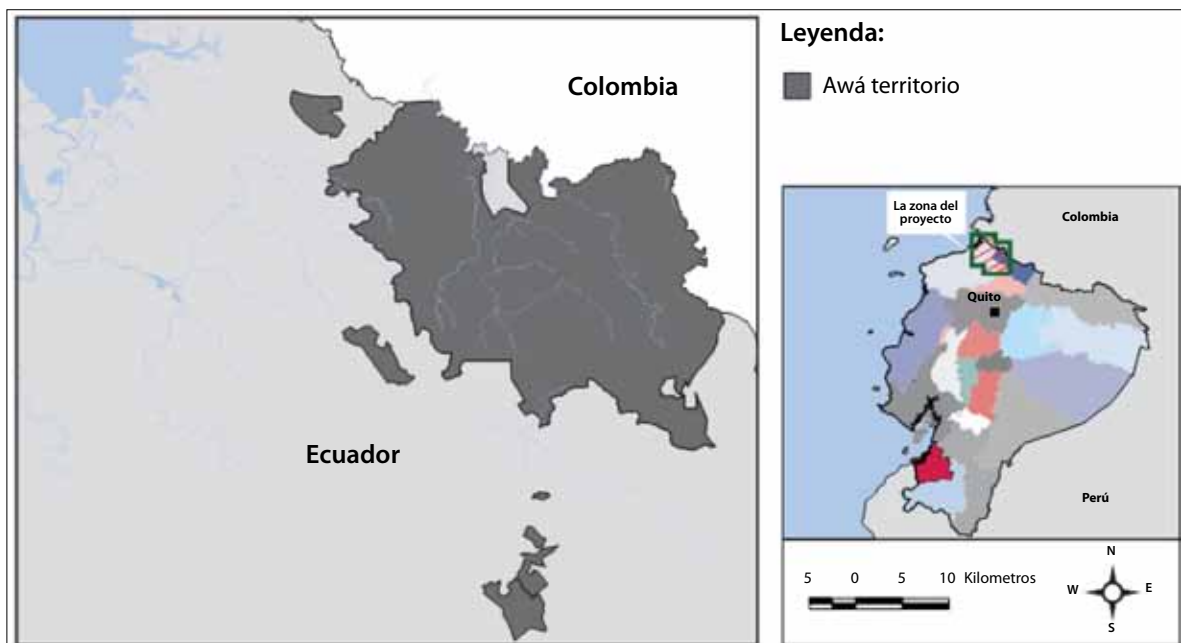 Leyenda:
Colombia
Awá territorio
Ecuador
La zona del
proyecto
Colombia
Quito
Perú
5 0 5 10 Kilometros
N
W E
S